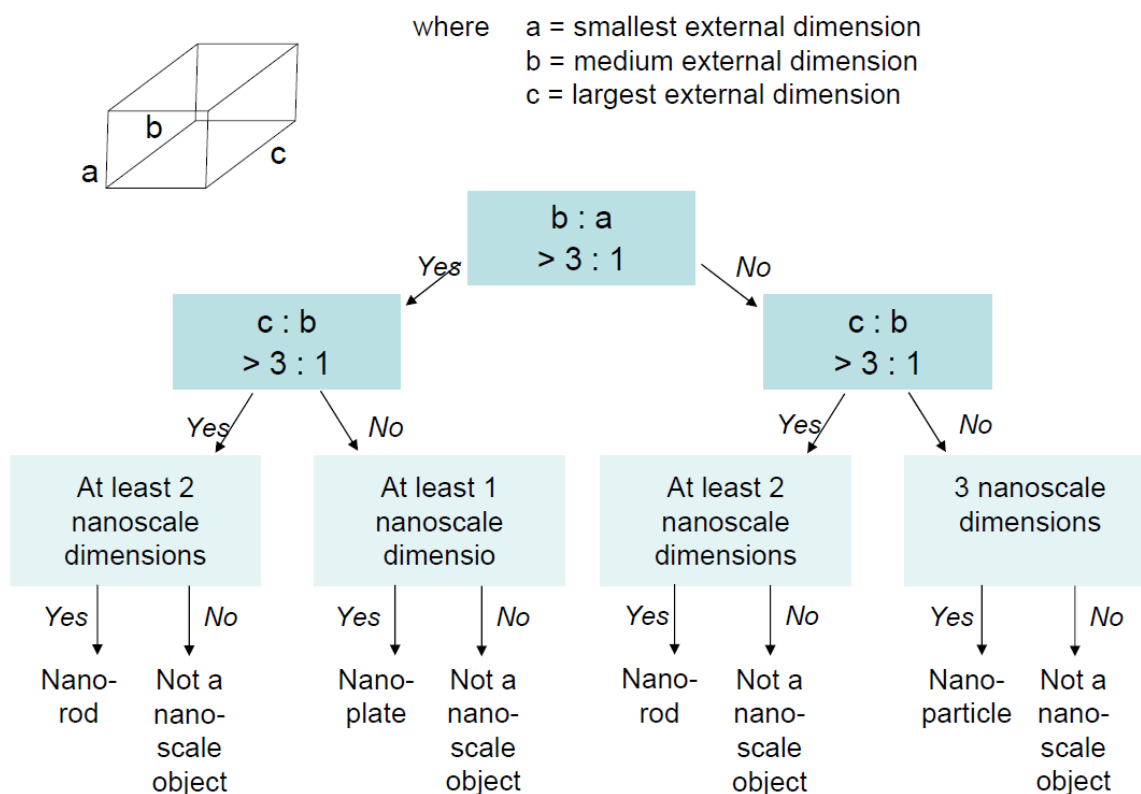 where a = smallest external dimension
b = medium external dimension
c = largest external dimension
b
a
c
b : a
> 3 : 1
Yes
No
c : b
> 3 : 1
c : b
> 3 : 1
Yes
No
Yes
No
At least 2
nanoscale
dimensions
At least 1
nanoscale
dimensio
At least 2
nanoscale
dimensions
3 nanoscale
dimensions
Yes
No
Yes
No
Yes
No
Yes
No
Nano-
rod
Not a
nano-
scale
object
Nano-
plate
Not a
nano-
scale
object
Nano-
rod
Not a
nano-
scale
object
Nano-
particle
Not a
nano-
scale
object